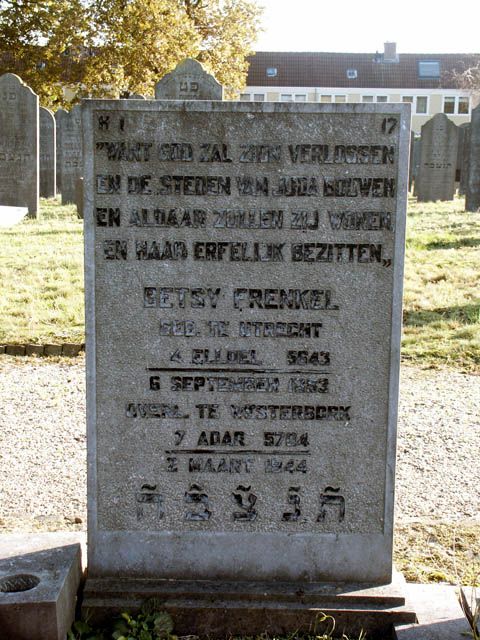 K I 17
"WANT GOD ZAL ZION VERLOSSEN
EN DE STEDEN VAN JUDA BOUWEN
EN ALDAAR ZULLEN ZIJ WONEN
EN HAAR ERFELIJK BEZITTEN„
BETSY FRENKEL
GEB. TE UTRECHT
4 ELLOEL 5643
6 SEPTEMBER 1883
OVERL. TE WESTERBORK
7 ADAR 5704
2 MAART 1944
ת נ צ ב ה